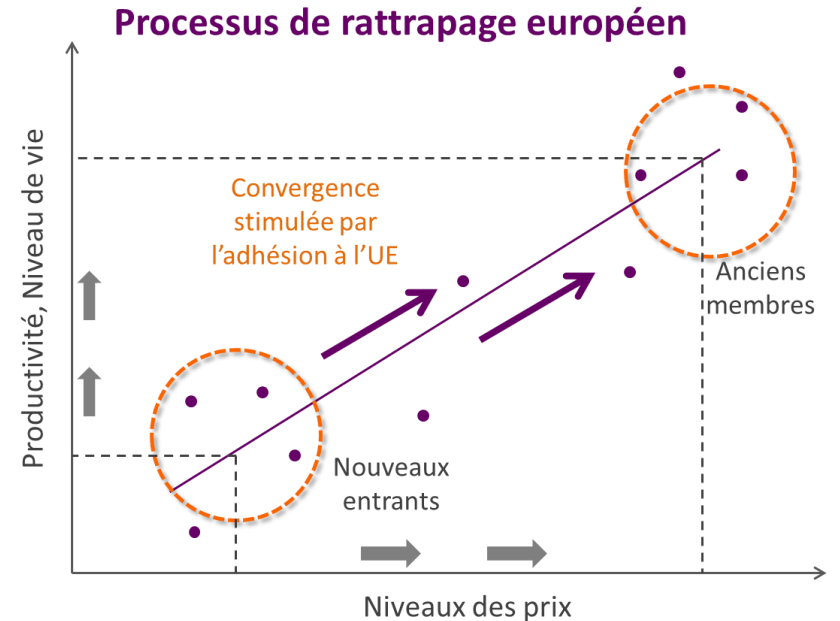 Processus de rattrapage européen
Productivité, Niveau de vie
Convergence
stimulée par
l’adhésion à l’UE
Anciens
membres
Nouveaux
entrants
Niveaux des prix